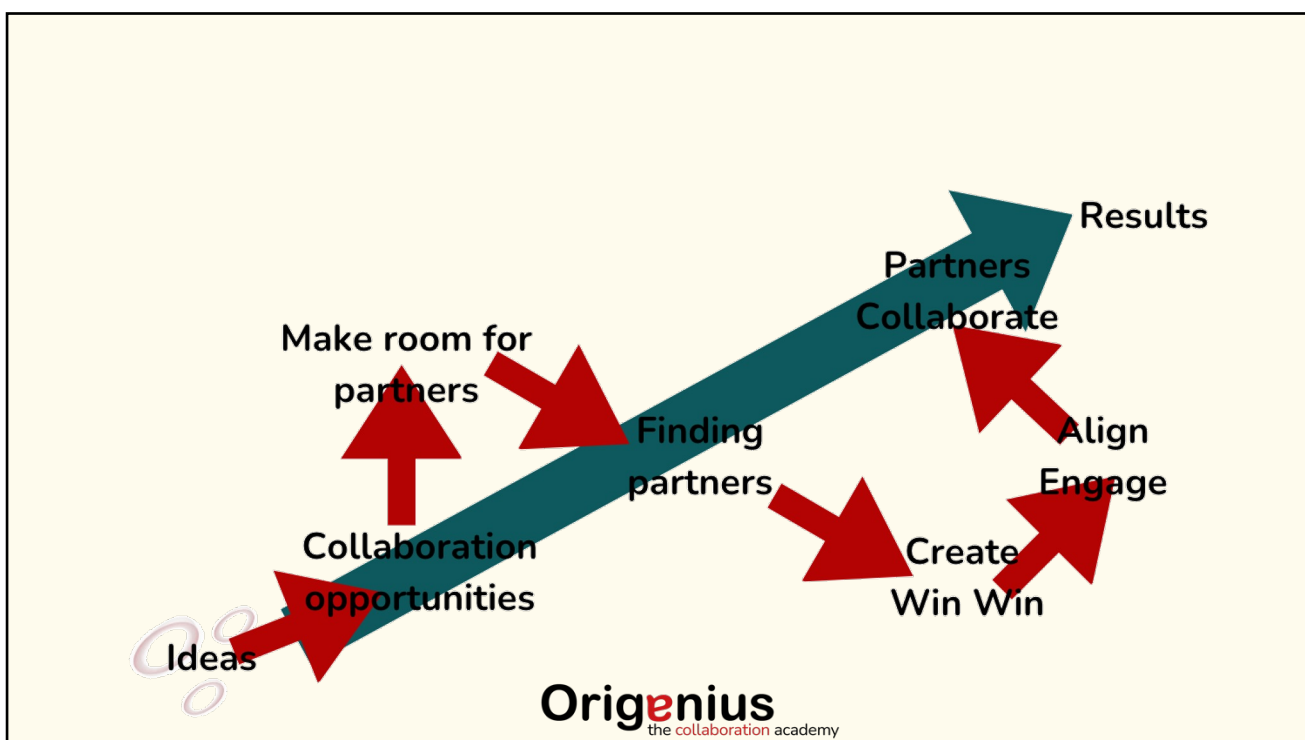 Results
Partners
Collaborate
Make room for
partners
Finding
partners
Align
Engage
Collaboration
opportunities
Create
Win Win
Ideas
Origenius
the collaboration academy